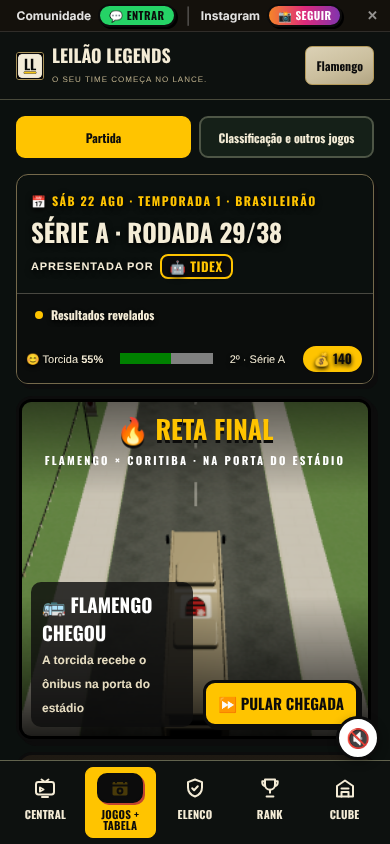 Comunidade 💬 ENTRAR Instagram 📸 SEGUIR ✕
LL LEILÃO LEGENDS
O SEU TIME COMEÇA NO LANCE.
Flamengo
Partida
Classificação e outros jogos
📅 SÁB 22 AGO · TEMPORADA 1 · BRASILEIRÃO
SÉRIE A · RODADA 29/38
APRESENTADA POR 🤖 TIDEX
Resultados revelados
😊 Torcida 55% 2º · Série A 💰 140
🔥 RETA FINAL
FLAMENGO × CORITIBA · NA PORTA DO ESTÁDIO
🚌 FLAMENGO
CHEGOU
A torcida recebe o
ônibus na porta do
estádio
⏩ PULAR CHEGADA
CENTRAL
JOGOS +
TABELA
ELENCO
RANK
CLUBE